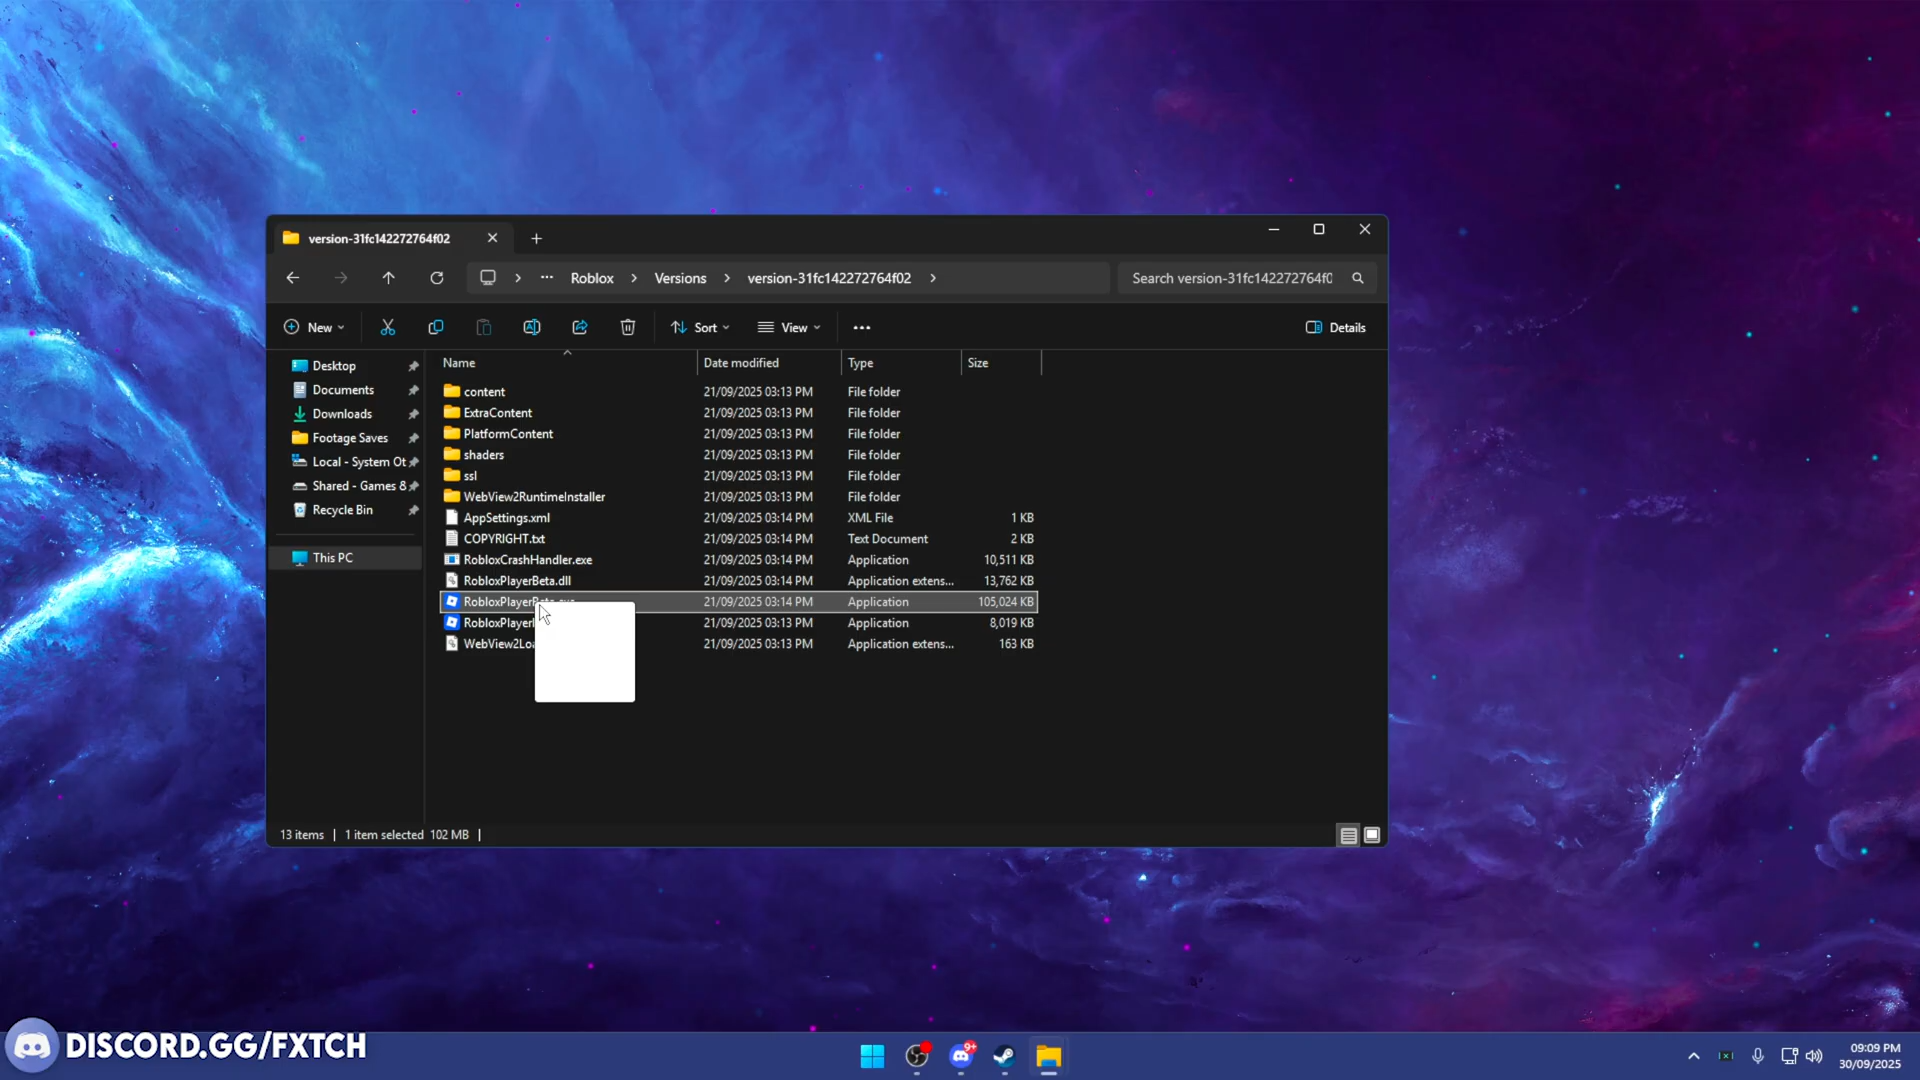 version-31fc142272764f02
Roblox
Versions
version-31fc142272764f02
Search version-31fc142272764f0
New
Sort
View
Details
Name
Date modified
Type
Size
Desktop
Documents
Downloads
Footage Saves
Local - System Ot
Shared - Games &
Recycle Bin
This PC
content 21/09/2025 03:13 PM File folder
ExtraContent 21/09/2025 03:13 PM File folder
PlatformContent 21/09/2025 03:13 PM File folder
shaders 21/09/2025 03:13 PM File folder
ssl 21/09/2025 03:13 PM File folder
WebView2RuntimeInstaller 21/09/2025 03:13 PM File folder
AppSettings.xml 21/09/2025 03:14 PM XML File 1 KB
COPYRIGHT.txt 21/09/2025 03:14 PM Text Document 2 KB
RobloxCrashHandler.exe 21/09/2025 03:14 PM Application 10,511 KB
RobloxPlayerBeta.dll 21/09/2025 03:14 PM Application extens... 13,762 KB
RobloxPlayerBeta.exe 21/09/2025 03:14 PM Application 105,024 KB
RobloxPlayer 21/09/2025 03:13 PM Application 8,019 KB
WebView2Loa 21/09/2025 03:13 PM Application extens... 163 KB
13 items 1 item selected 102 MB
DISCORD.GG/FXTCH
9+
09:09 PM
30/09/2025